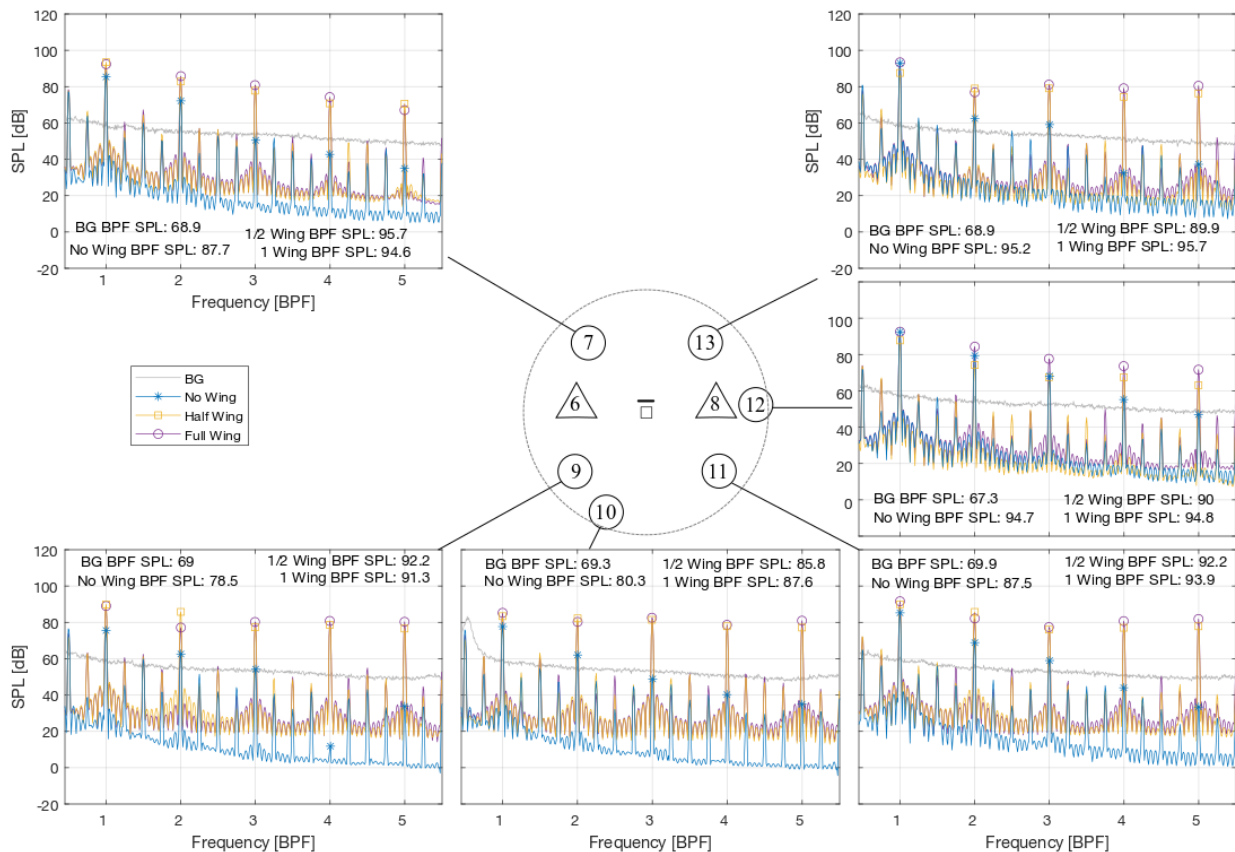 120
100
80
60
40
20
0
-20
SPL [dB]
BG BPF SPL: 68.9
1/2 Wing BPF SPL: 95.7
No Wing BPF SPL: 87.7
1 Wing BPF SPL: 94.6
1
2
3
4
5
Frequency [BPF]
120
100
80
60
40
20
0
-20
SPL [dB]
BG BPF SPL: 68.9
1/2 Wing BPF SPL: 89.9
No Wing BPF SPL: 95.2
1 Wing BPF SPL: 95.7
1
2
3
4
5
Frequency [BPF]
BG
No Wing
Half Wing
Full Wing
7
13
6
8
12
9
11
10
100
80
60
40
20
0
BG BPF SPL: 67.3
1/2 Wing BPF SPL: 90
No Wing BPF SPL: 94.7
1 Wing BPF SPL: 94.8
120
100
80
60
40
20
0
-20
SPL [dB]
BG BPF SPL: 69
1/2 Wing BPF SPL: 92.2
No Wing BPF SPL: 78.5
1 Wing BPF SPL: 91.3
1
2
3
4
5
Frequency [BPF]
BG BPF SPL: 69.3
1/2 Wing BPF SPL: 85.8
No Wing BPF SPL: 80.3
1 Wing BPF SPL: 87.6
1
2
3
4
5
Frequency [BPF]
BG BPF SPL: 69.9
1/2 Wing BPF SPL: 92.2
No Wing BPF SPL: 87.5
1 Wing BPF SPL: 93.9
1
2
3
4
5
Frequency [BPF]